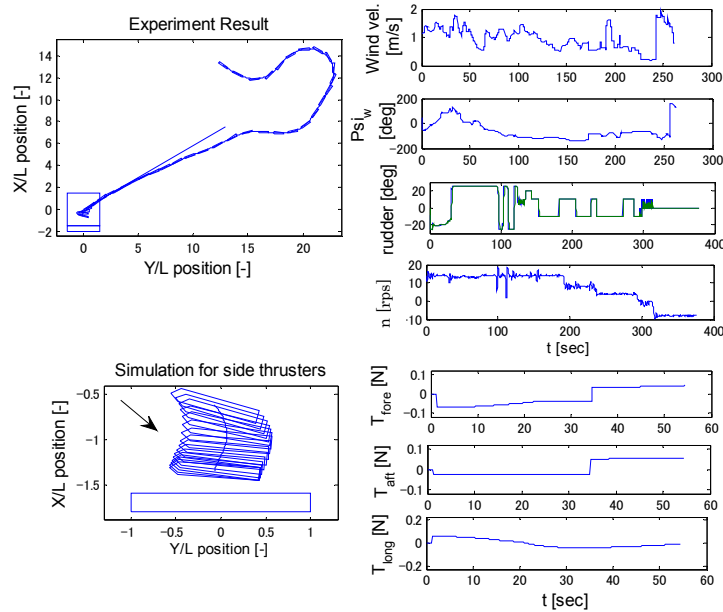 Experiment Result
14
12
10
8
6
4
2
0
−2
X/L position [-]
0 5 10 15 20
Y/L position [-]
Wind vel.
[m/s]
2
1
0
0 50 100 150 200 250 300
Psi_w
[deg]
200
0
−200
0 50 100 150 200 250 300
rudder [deg]
20
0
−20
0 100 200 300 400
n [rps]
20
10
0
-10
0 100 200 300 400
t [sec]
Simulation for side thrusters
−0.5
−1
−1.5
X/L position [-]
−1 −0.5 0 0.5 1
Y/L position [-]
T_fore [N]
0.1
0
−0.1
0 10 20 30 40 50 60
T_aft [N]
0.1
0
−0.1
0 10 20 30 40 50 60
T_long [N]
0.2
0
−0.2
0 10 20 30 40 50 60
t [sec]